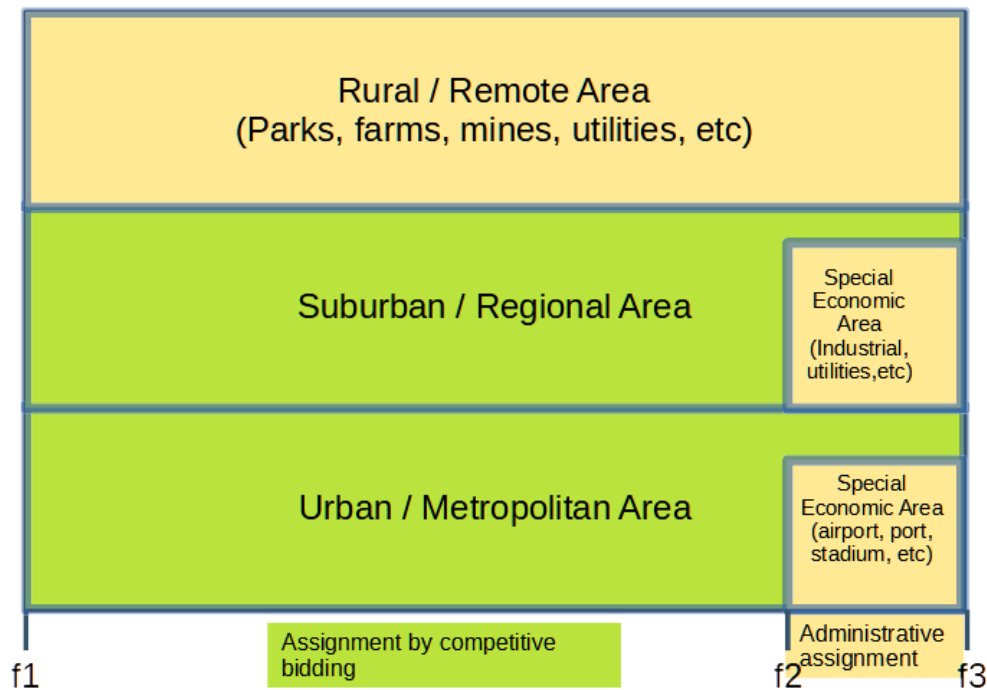 Rural / Remote Area
(Parks, farms, mines, utilities, etc)
Suburban / Regional Area
Special
Economic
Area
(Industrial,
utilities,etc)
Urban / Metropolitan Area
Special
Economic Area
(airport, port,
stadium, etc)
Assignment by competitive
bidding
Administrative
assignment
f1
f2
f3